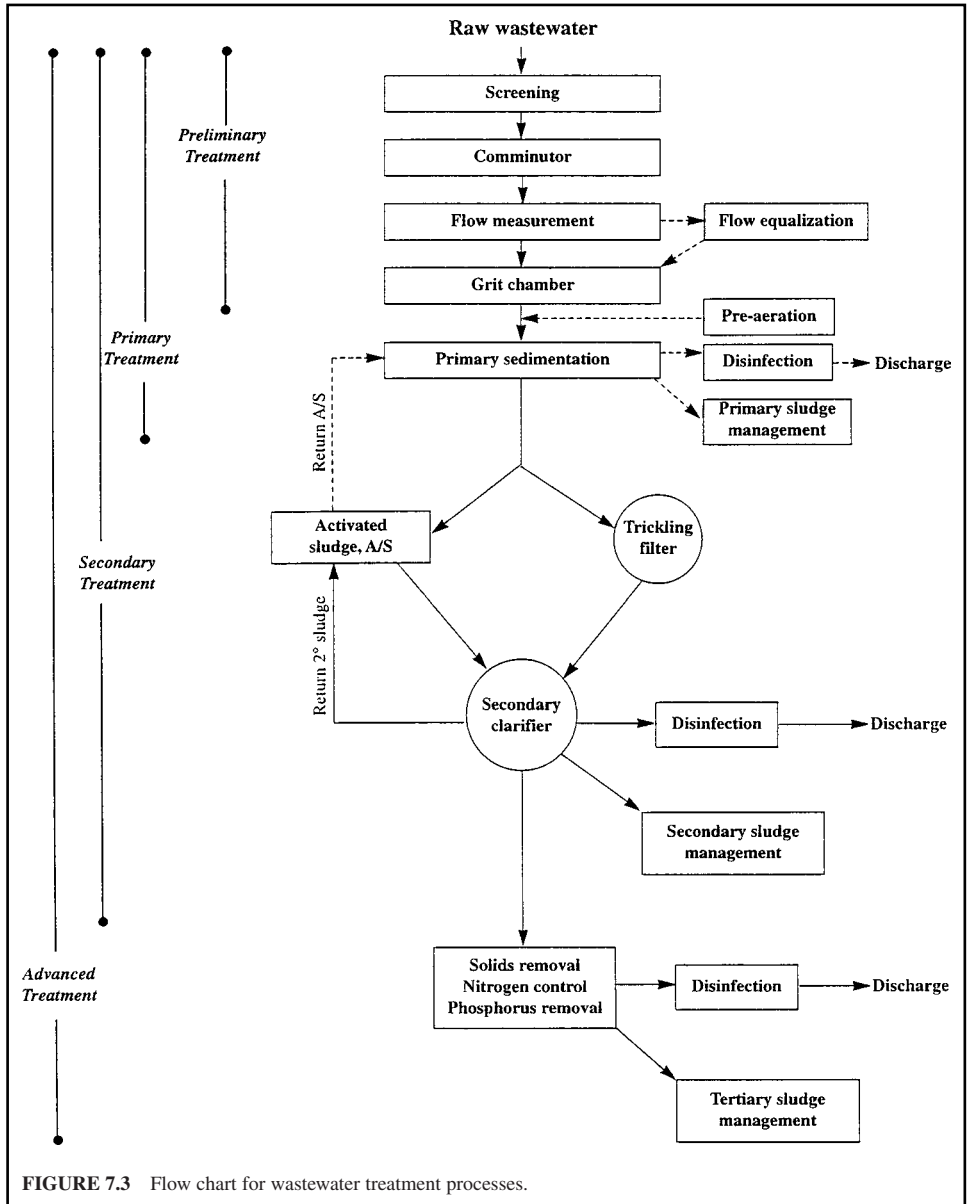 Raw wastewater
Screening
Preliminary
Treatment
Comminutor
Flow measurement
Flow equalization
Grit chamber
Pre-aeration
Primary
Treatment
Primary sedimentation
Disinfection
Discharge
Primary sludge
management
Return A/S
Activated
sludge, A/S
Trickling
filter
Secondary
Treatment
Return 2° sludge
Secondary
clarifier
Disinfection
Discharge
Secondary sludge
management
Advanced
Treatment
Solids removal
Nitrogen control
Phosphorus removal
Disinfection
Discharge
Tertiary sludge
management
FIGURE 7.3 Flow chart for wastewater treatment processes.